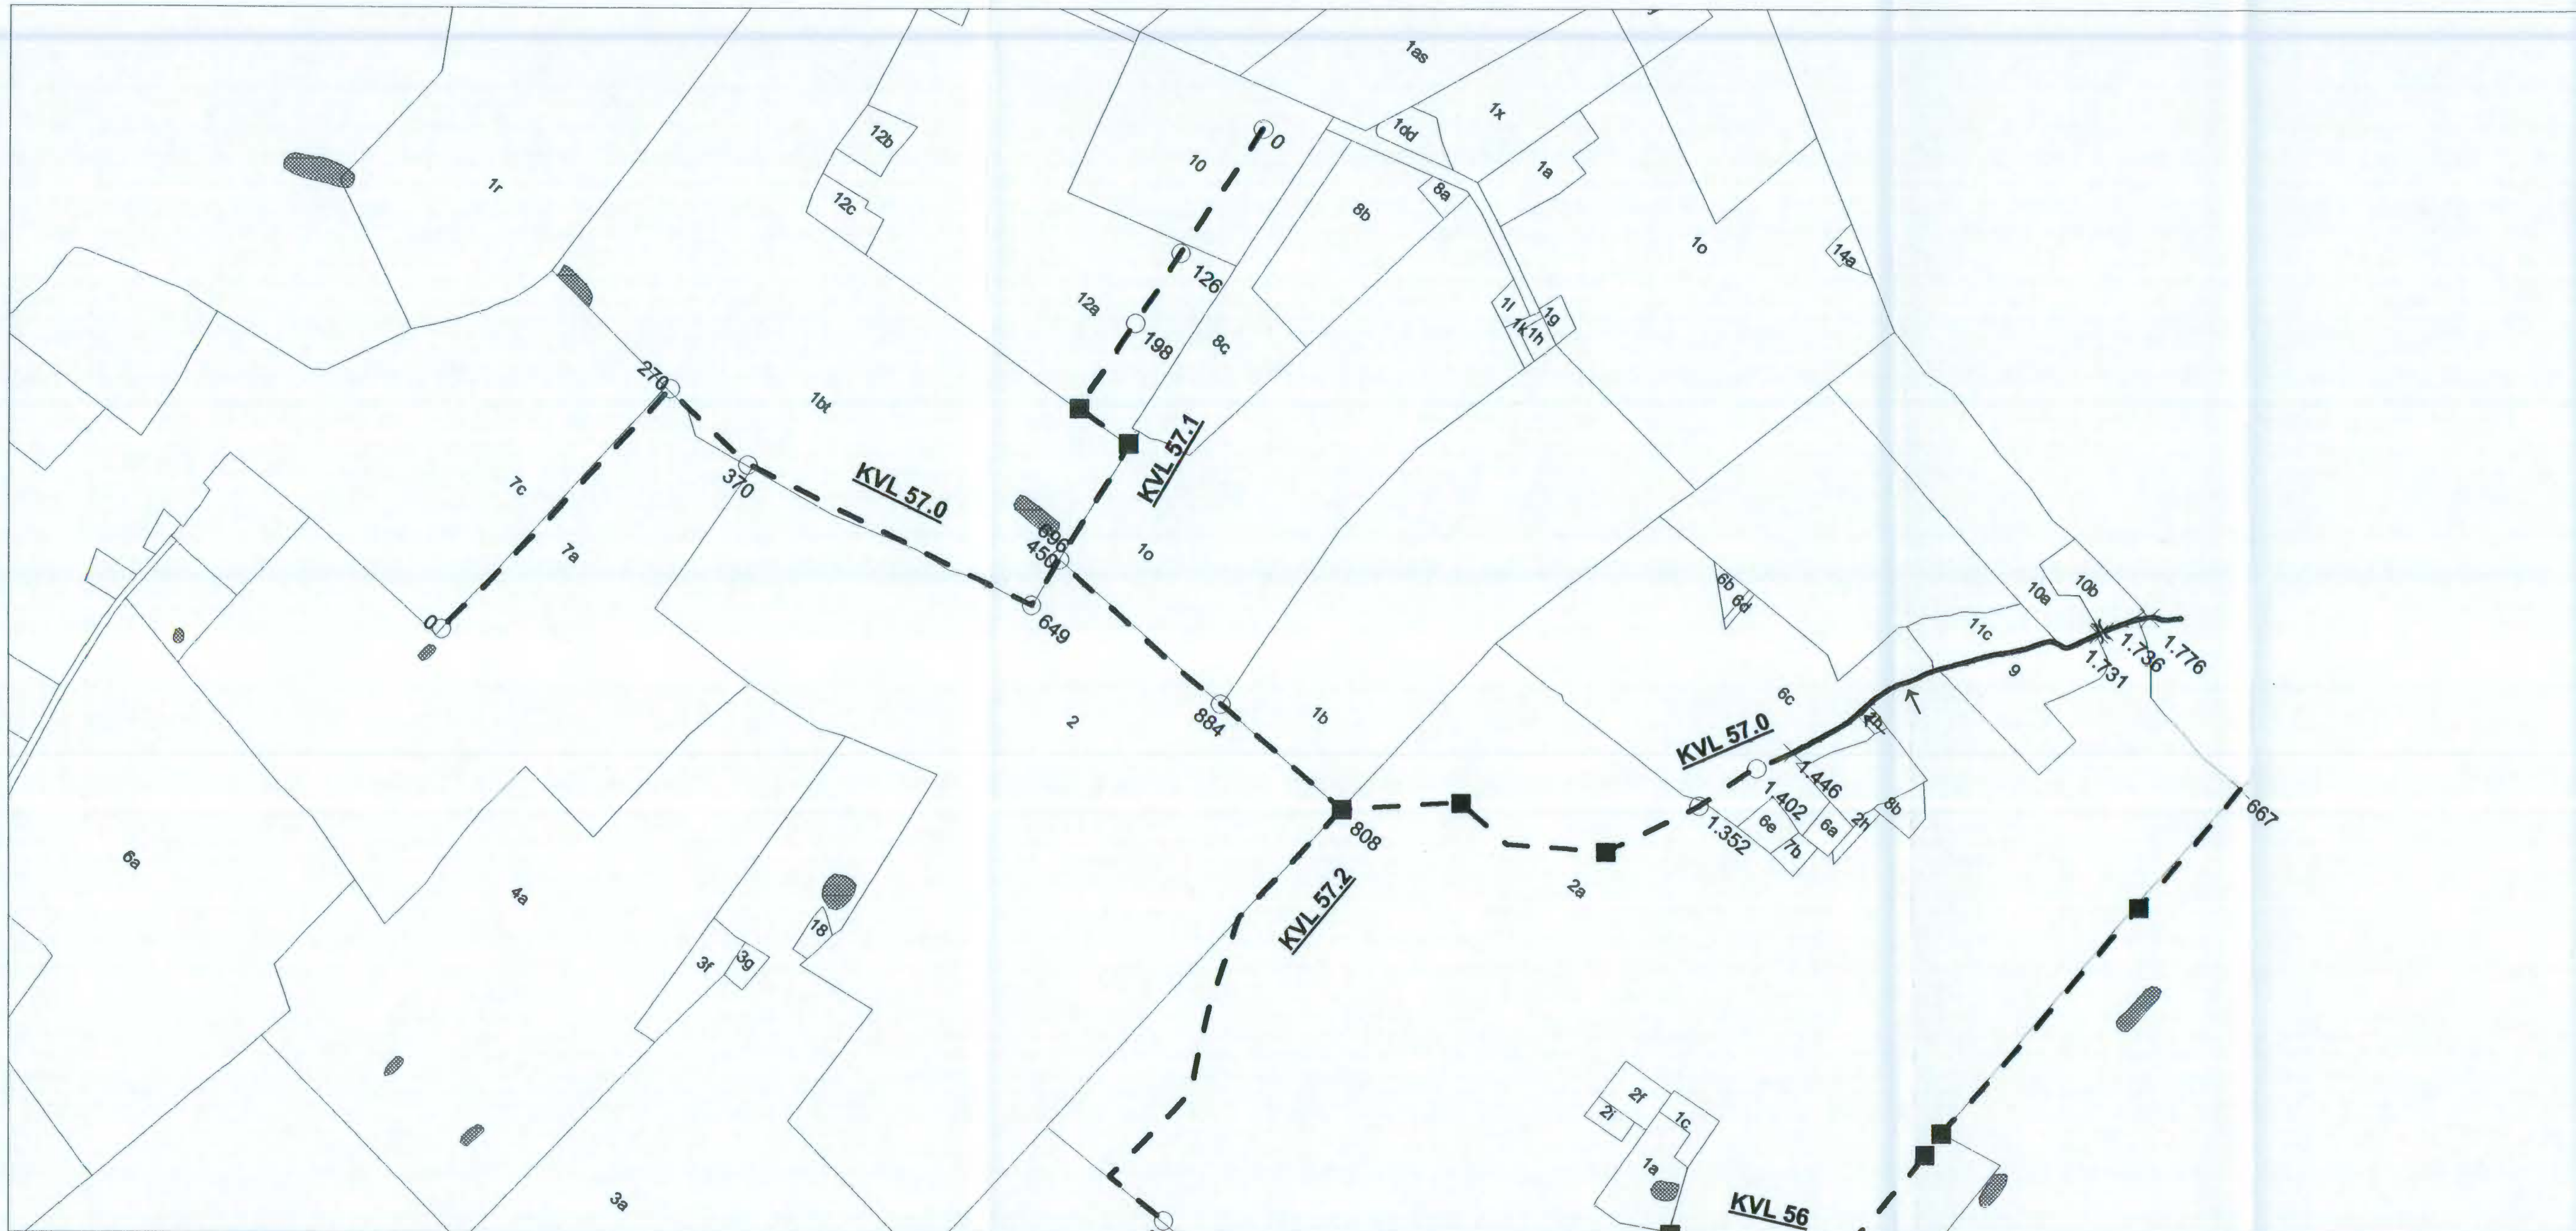 1as
1x
1dd
12b
0
10
1a
1r
8a
12c
8b
1o
14a
126
12a
1l
1g
1k
1h
198
8c
270
1bt
KVL 57.1
370
7c
KVL 57.0
696
450
1o
7a
0
649
6b
6d
10b
10a
11c
9
1.736
1.776
1.731
6c
2
884
1b
KVL 57.0
1.446
1.402
8b
667
808
1.352
6e
6a
2h
7b
6a
4a
2a
KVL 57.2
18
3f
3g
2f
2i
1c
1a
3a
KVL 56